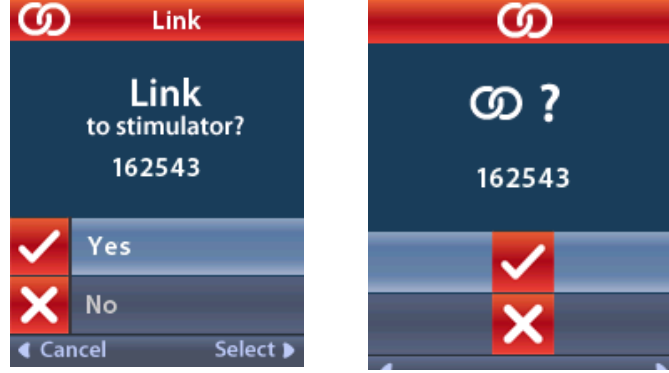 Link
Link
to stimulator?
162543
Yes
No
Cancel Select
?
162543